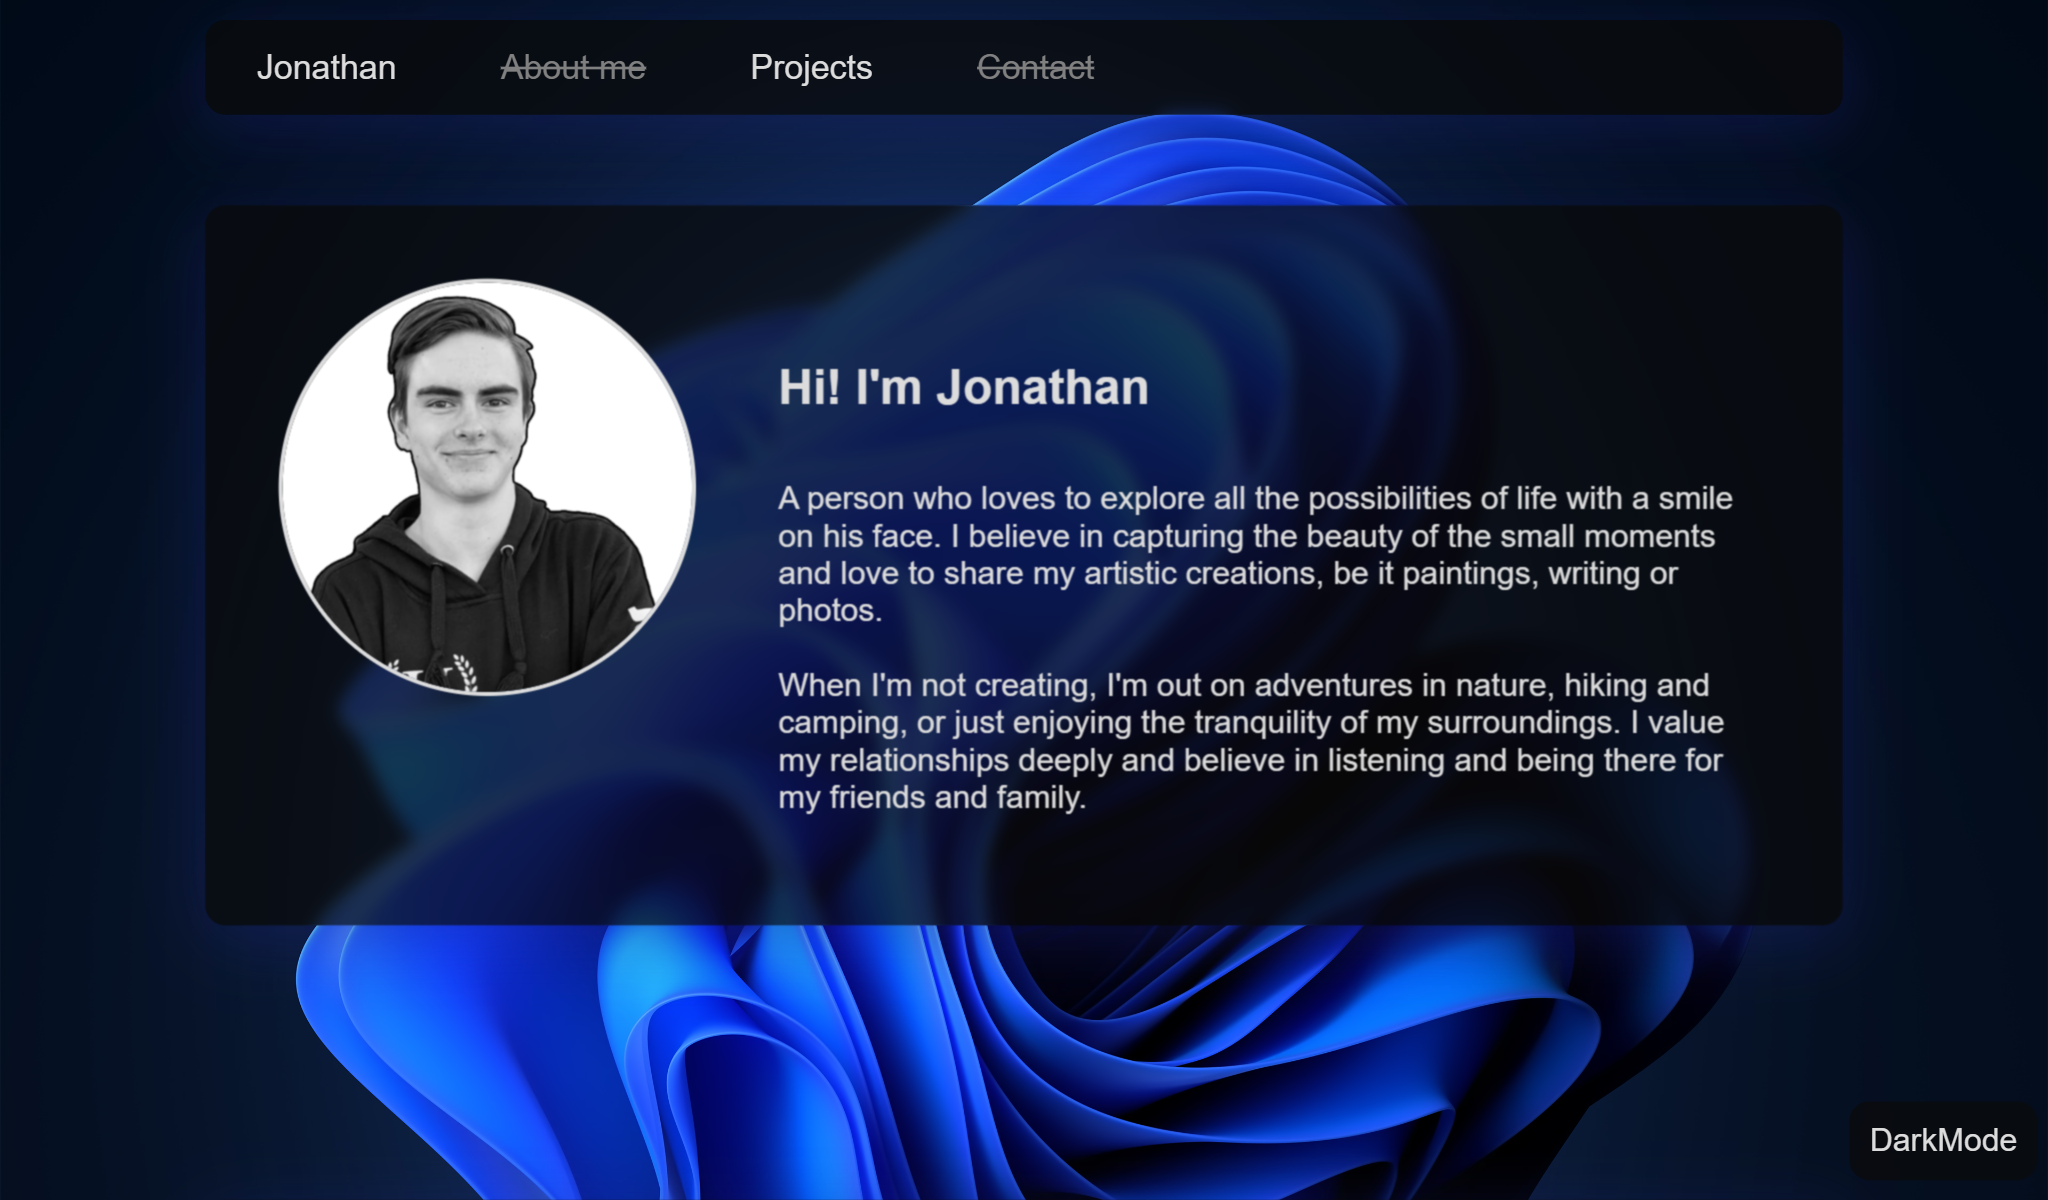 Jonathan About me Projects Contact
Hi! I'm Jonathan
A person who loves to explore all the possibilities of life with a smile
on his face. I believe in capturing the beauty of the small moments
and love to share my artistic creations, be it paintings, writing or
photos.
When I'm not creating, I'm out on adventures in nature, hiking and
camping, or just enjoying the tranquility of my surroundings. I value
my relationships deeply and believe in listening and being there for
my friends and family.
DarkMode